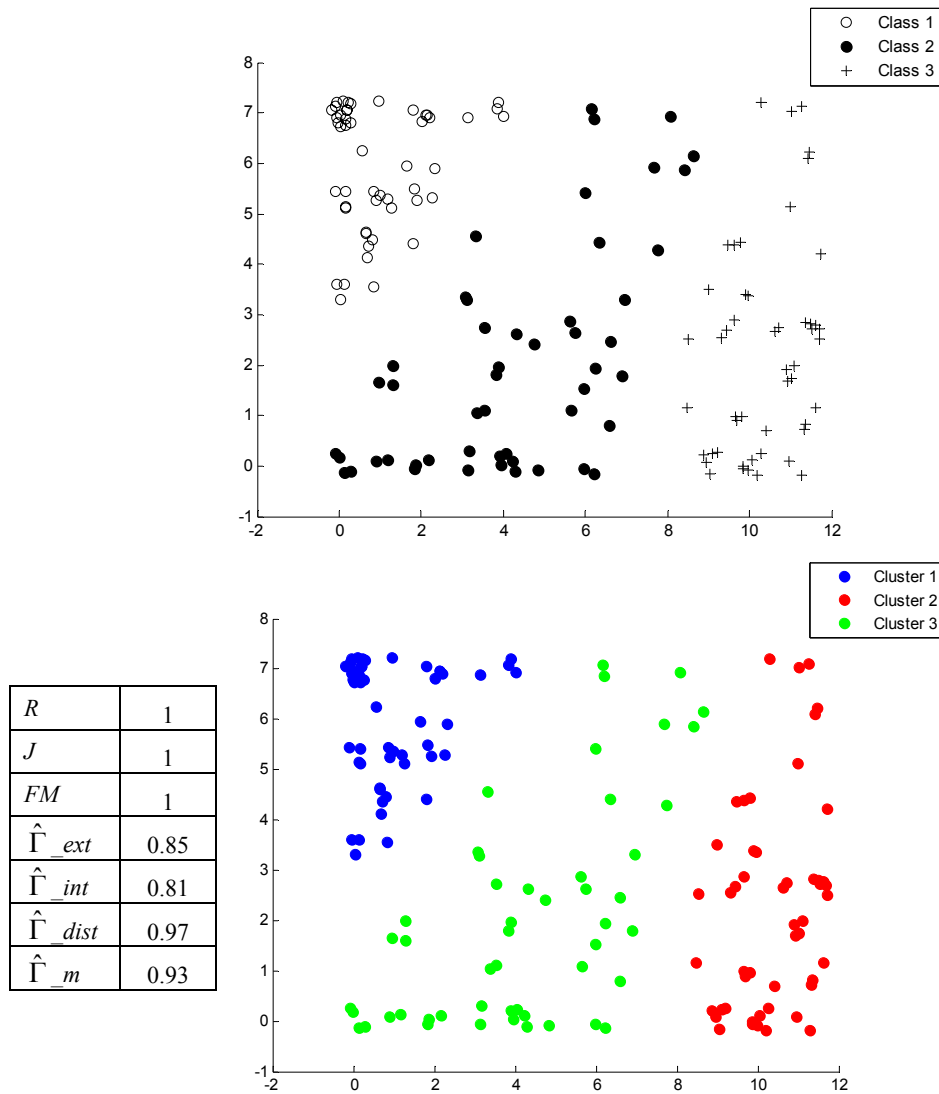 Class 1
Class 2
Class 3
8
7
6
5
4
3
2
1
0
-1
-2 0 2 4 6 8 10 12
Cluster 1
Cluster 2
Cluster 3
8
7
6
5
4
3
2
1
0
-1
-2 0 2 4 6 8 10 12
R 1
J 1
FM 1
Γ̂_ext 0.85
Γ̂_int 0.81
Γ̂_dist 0.97
Γ̂_m 0.93